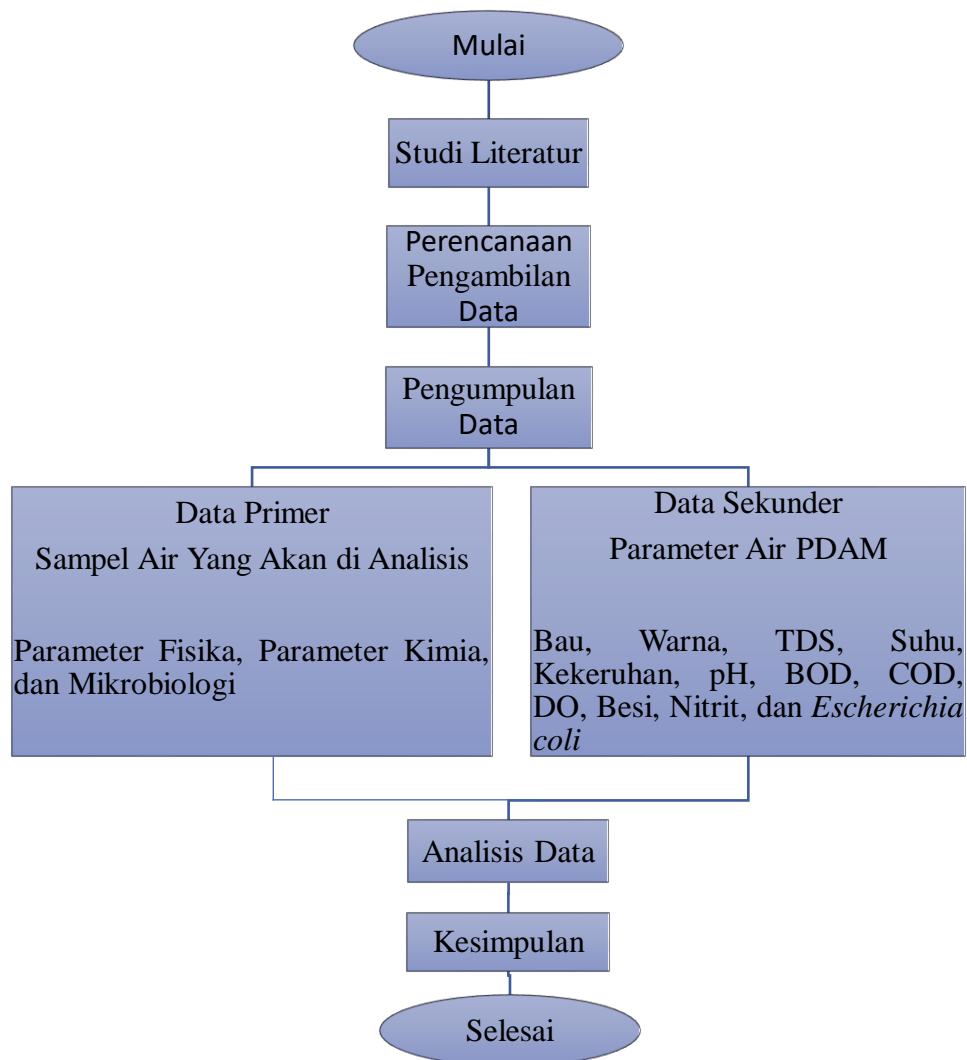 Mulai
Studi Literatur
Perencanaan
Pengambilan
Data
Pengumpulan
Data
Data Primer
Sampel Air Yang Akan di Analisis
Parameter Fisika, Parameter Kimia,
dan Mikrobiologi
Data Sekunder
Parameter Air PDAM
Bau, Warna, TDS, Suhu,
Kekeruhan, pH, BOD, COD,
DO, Besi, Nitrit, dan Escherichia
coli
Analisis Data
Kesimpulan
Selesai